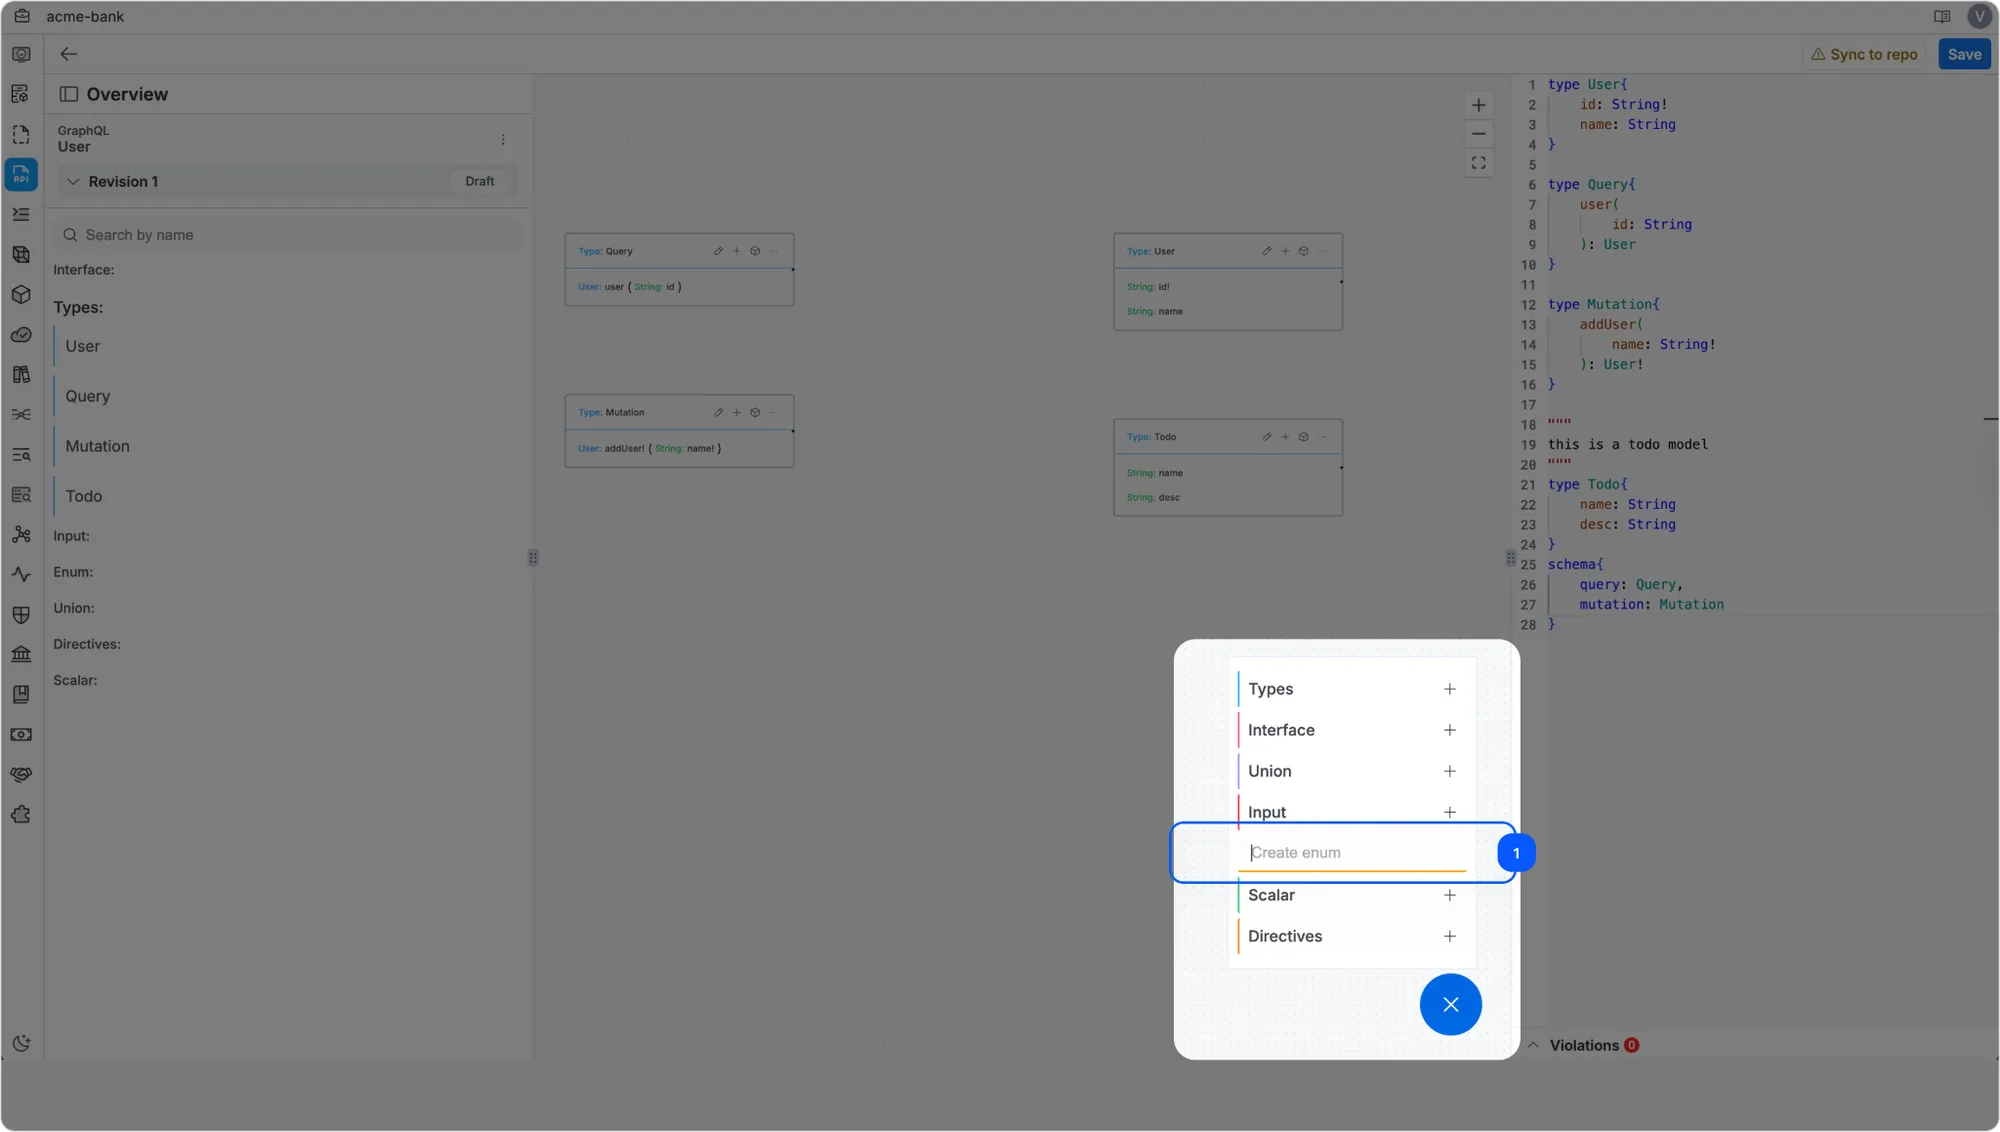 acme-bank
V
Sync to repo
Save
Overview
GraphQL
User
Revision 1
Draft
Search by name
Interface:
Types:
User
Query
Mutation
Todo
Input:
Enum:
Union:
Directives:
Scalar:
API
Type: Query
User: user ( String: id )
Type: Mutation
User: addUser! ( String: name! )
Type: User
String: id!
String: name
Type: Todo
String: name
String: desc
1 type User{
2 id: String!
3 name: String
4 }
5
6 type Query{
7 user(
8 id: String
9 ): User
10 }
11
12 type Mutation{
13 addUser(
14 name: String!
15 ): User!
16 }
17
18 """
19 this is a todo model
20 """
21 type Todo{
22 name: String
23 desc: String
24 }
25 schema{
26 query: Query,
27 mutation: Mutation
28 }
Types
Interface
Union
Input
Create enum
1
Scalar
Directives
Violations 0